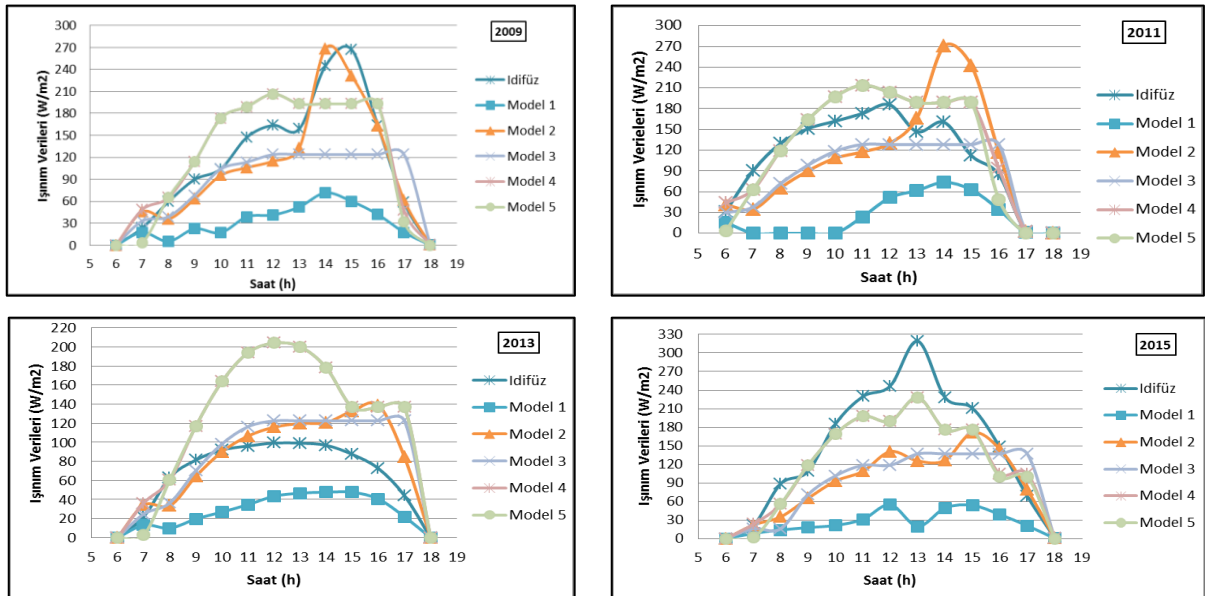 2009
Işınım Verileri (W/m2)
300
270
240
210
180
150
120
90
60
30
0
5 6 7 8 9 10 11 12 13 14 15 16 17 18 19
Saat (h)
Idifüz
Model 1
Model 2
Model 3
Model 4
Model 5
2011
Işınım Verieleri (W/m2)
300
270
240
210
180
150
120
90
60
30
0
5 6 7 8 9 10 11 12 13 14 15 16 17 18 19
Saat (h)
Idifüz
Model 1
Model 2
Model 3
Model 4
Model 5
2013
Işınım Verileri (W/m2)
220
200
180
160
140
120
100
80
60
40
20
0
5 6 7 8 9 10 11 12 13 14 15 16 17 18 19
Saat (h)
Idifüz
Model 1
Model 2
Model 3
Model 4
Model 5
2015
Işınım Verileri (W/m2)
330
300
270
240
210
180
150
120
90
60
30
0
5 6 7 8 9 10 11 12 13 14 15 16 17 18 19
Saat (h)
Idifüz
Model 1
Model 2
Model 3
Model 4
Model 5